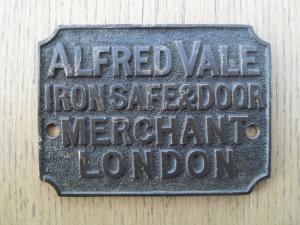 ALFRED VALE
IRON SAFE & DOOR
MERCHANT
LONDON